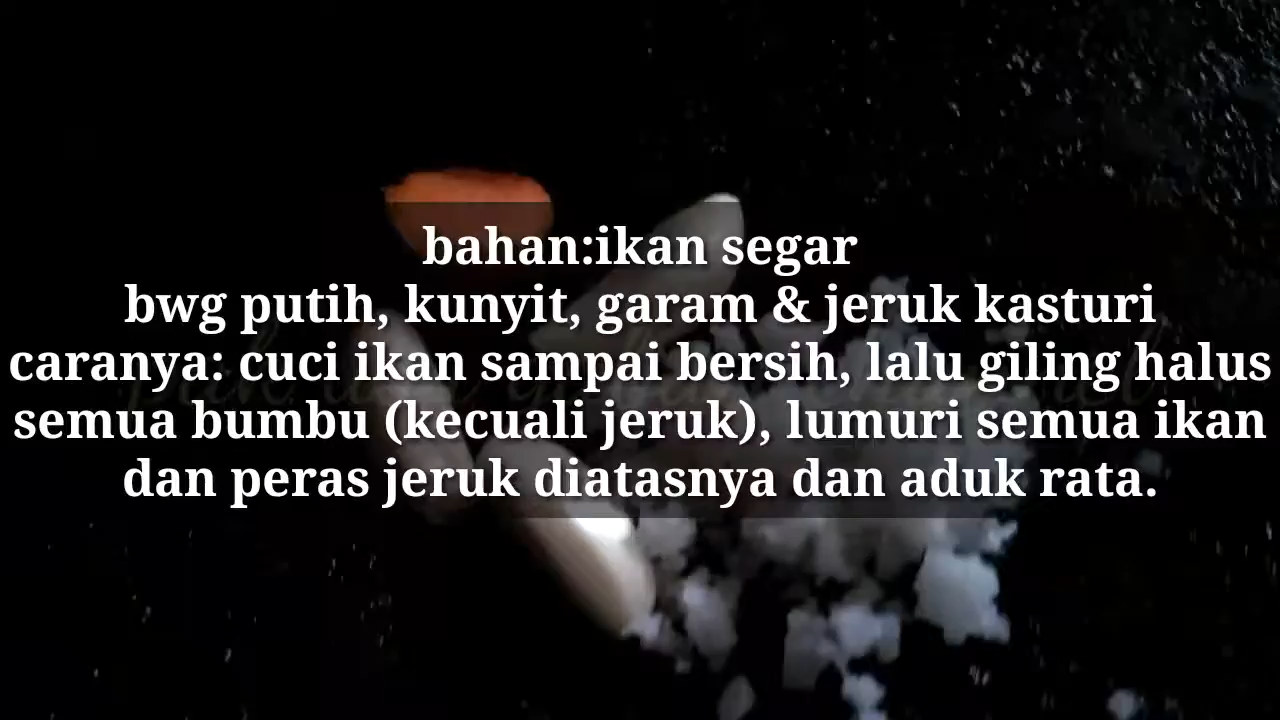 bahan:ikan segar
bwg putih, kunyit, garam & jeruk kasturi
caranya: cuci ikan sampai bersih, lalu giling halus
semua bumbu (kecuali jeruk), lumuri semua ikan
dan peras jeruk diatasnya dan aduk rata.